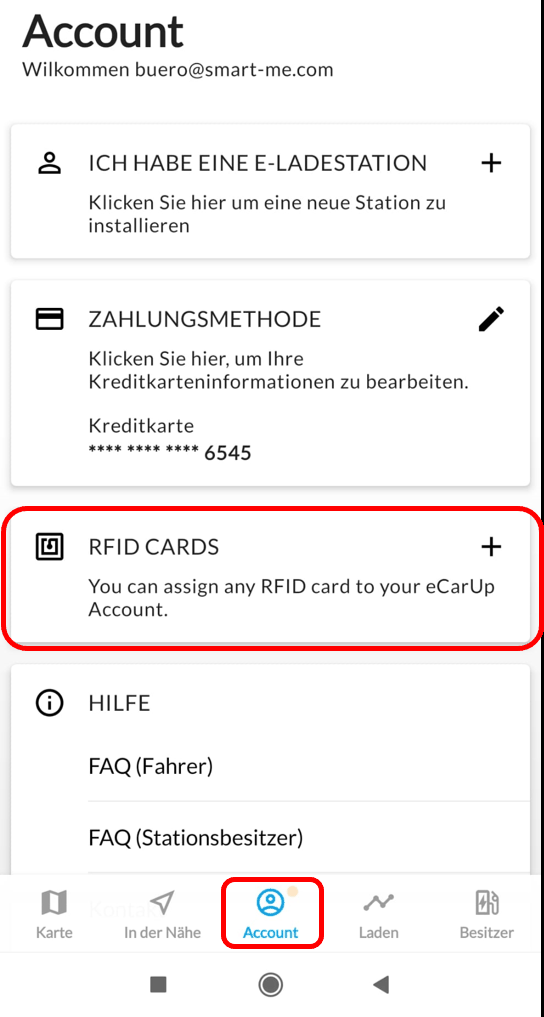 Account
Wilkommen buero@smart-me.com
ICH HABE EINE E-LADESTATION
Klicken Sie hier um eine neue Station zu
installieren
ZAHLUNGSMETHODE
Klicken Sie hier, um Ihre
Kreditkarteninformationen zu bearbeiten.
Kreditkarte
**** **** **** 6545
RFID CARDS
You can assign any RFID card to your eCarUp
Account.
HILFE
FAQ (Fahrer)
FAQ (Stationsbesitzer)
Kontakt
Karte
In der Nähe
Account
Laden
Besitzer